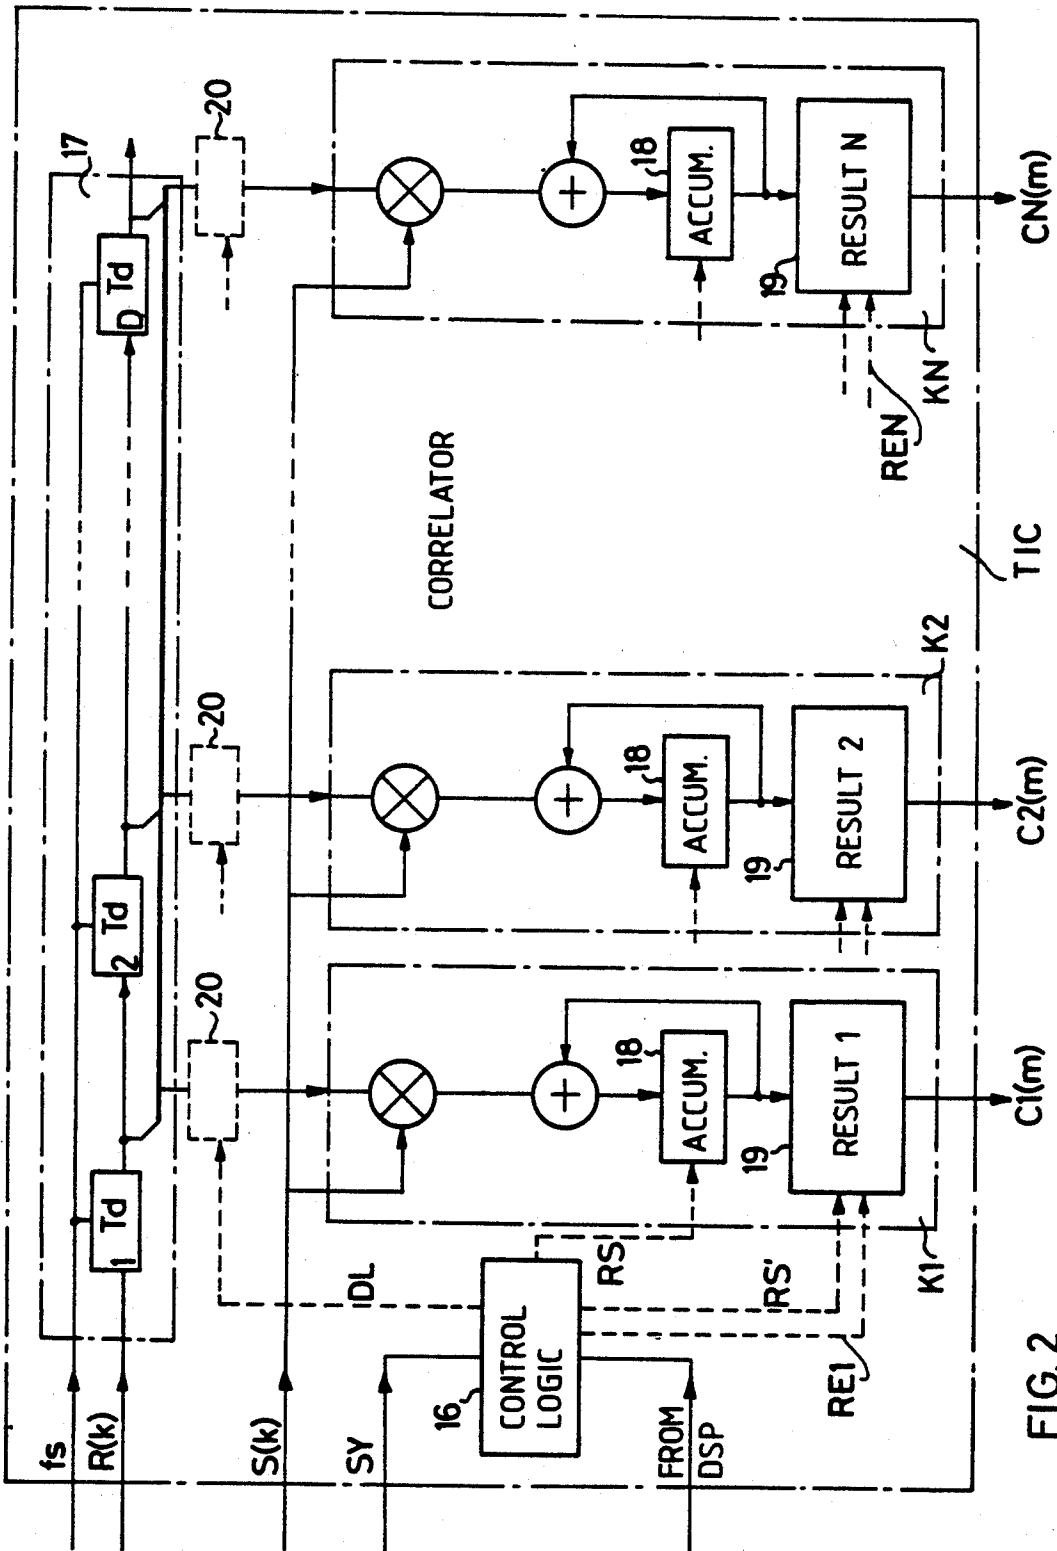 fs
R(k)
S(k)
SY
FROM
DSP
17
1
Td
2
Td
D
Td
20
20
20
DL
16
CONTROL
LOGIC
RS
RS'
RE1
CORRELATOR
18
ACCUM.
19
RESULT 1
K1
C1(m)
18
ACCUM.
19
RESULT 2
K2
C2(m)
18
ACCUM.
19
RESULT N
REN
KN
CN(m)
TIC
FIG. 2